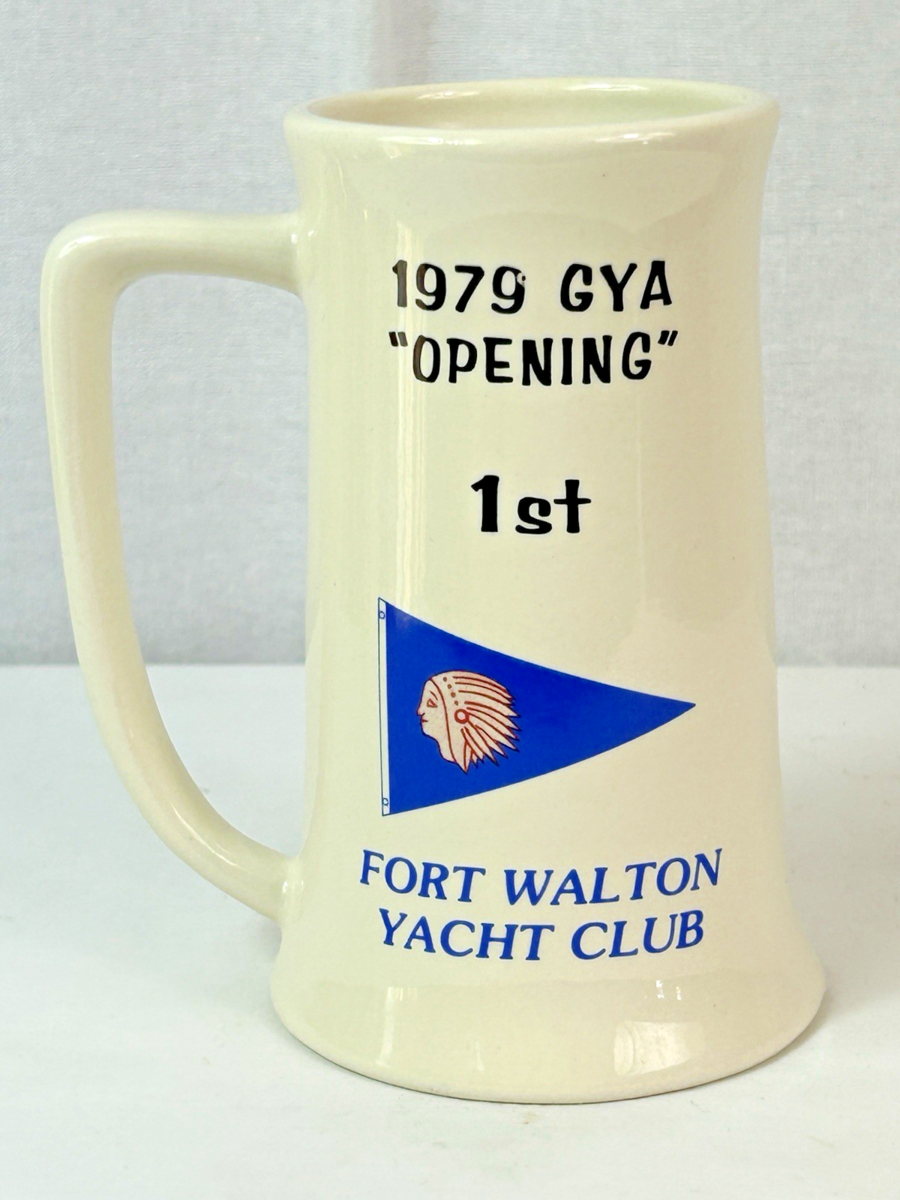 1979 GYA
"OPENING"
1st
FORT WALTON
YACHT CLUB